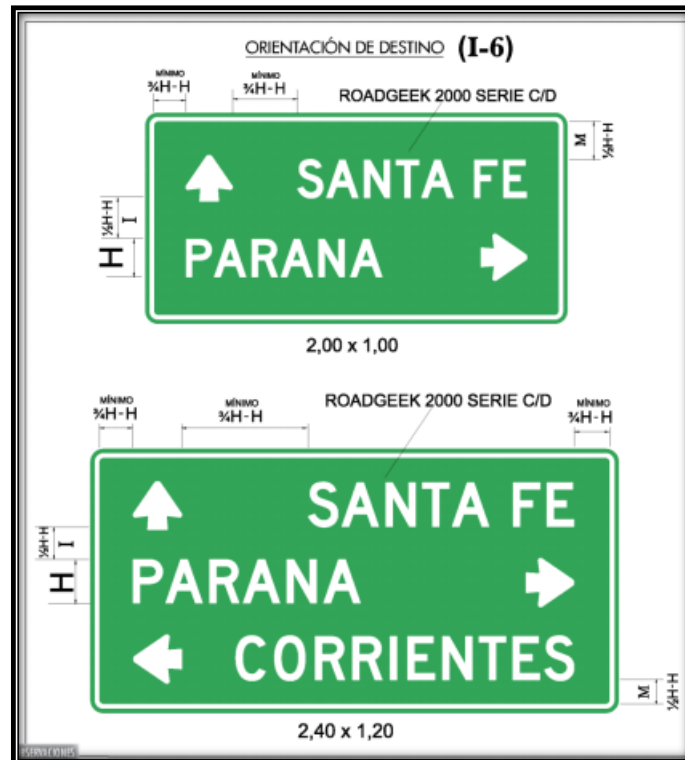 ORIENTACIÓN DE DESTINO (I-6)
MÍNIMO
¾H-H
MÍNIMO
¾H-H
ROADGEEK 2000 SERIE C/D
M
½H-H
SANTA FE
½H-H
I
H
PARANA
2,00 x 1,00
MÍNIMO
¾H-H
MÍNIMO
¾H-H
ROADGEEK 2000 SERIE C/D
MÍNIMO
¾H-H
SANTA FE
½H-H
I
H
PARANA
CORRIENTES
M
½H-H
2,40 x 1,20
SERVACIONES